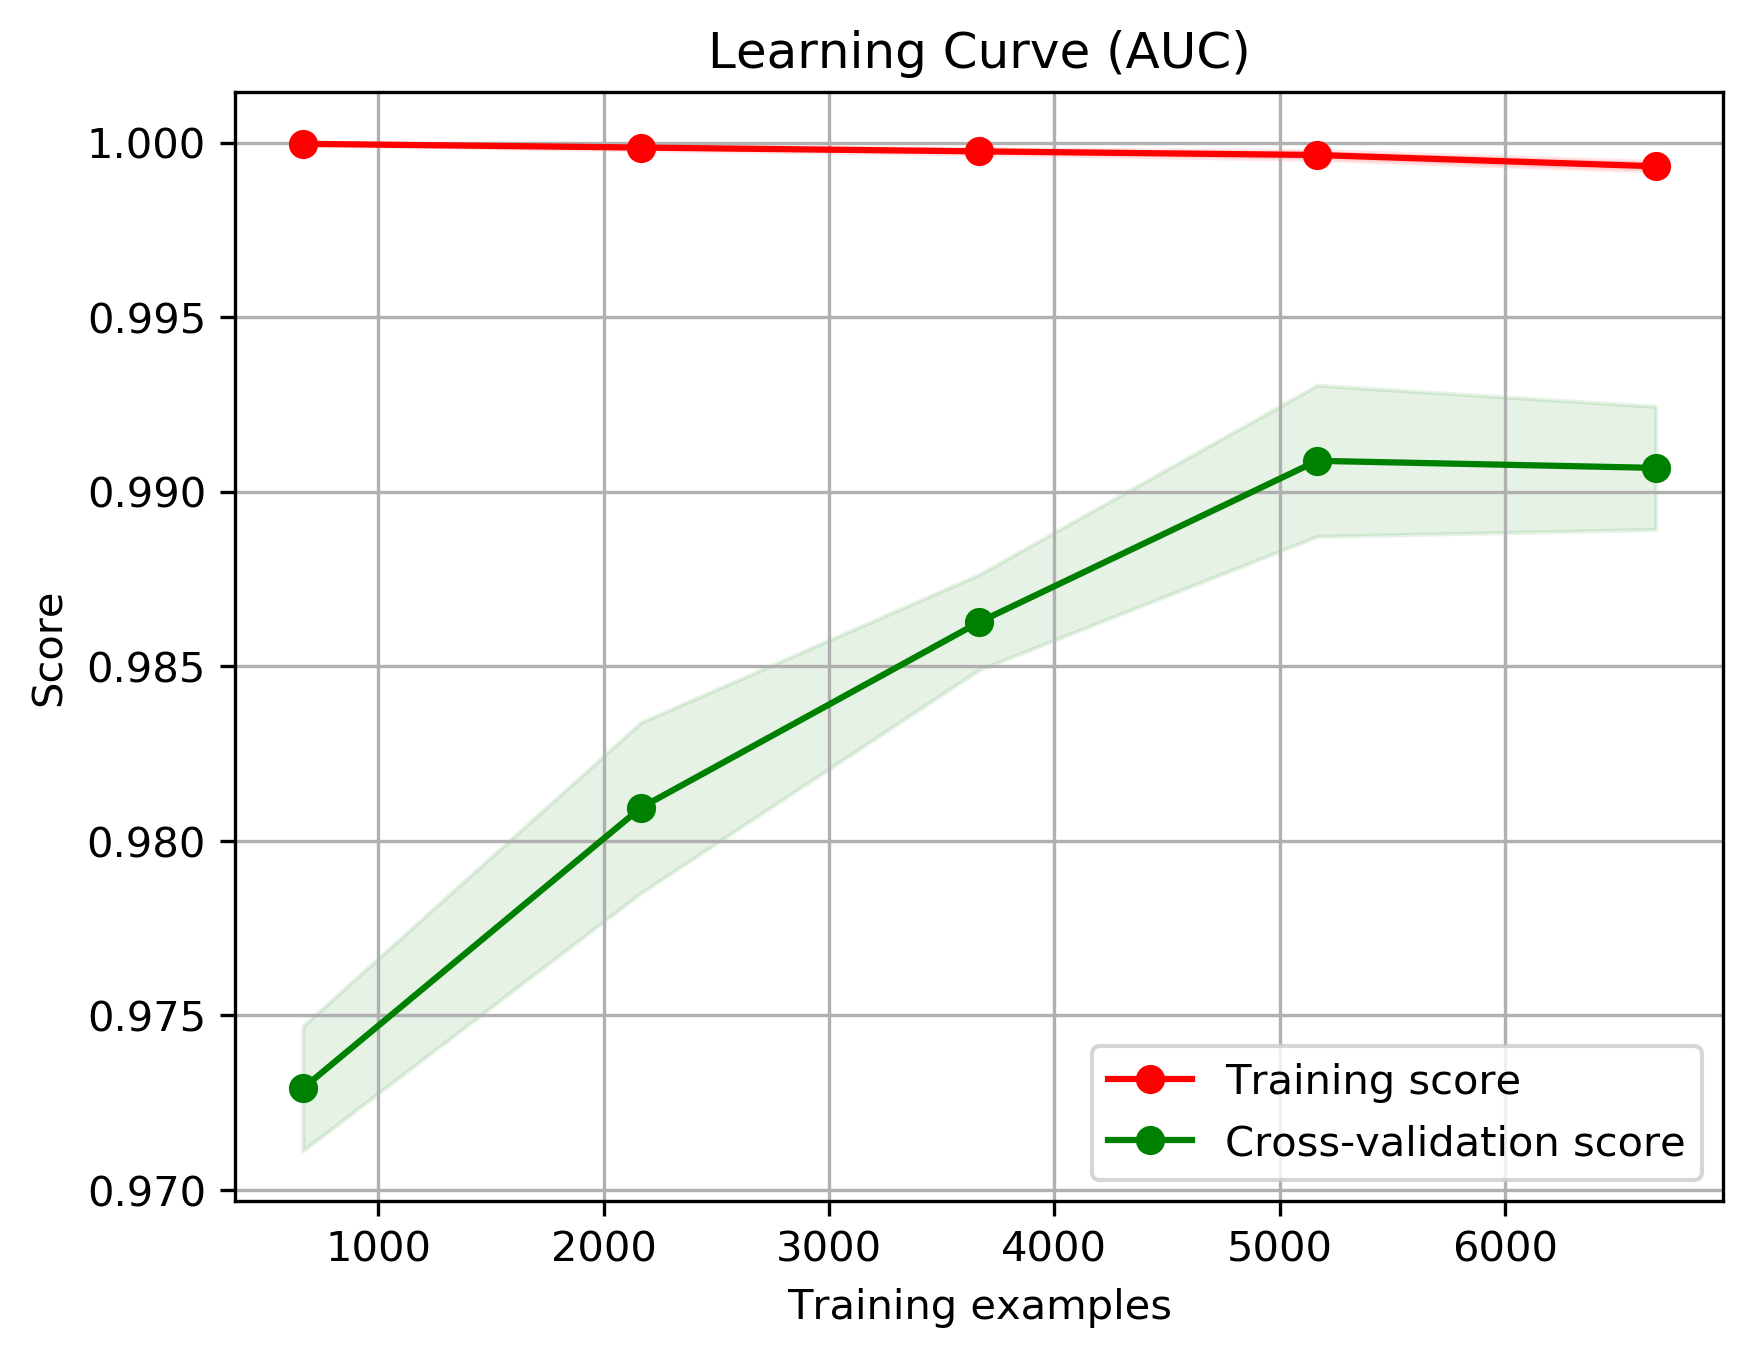 Learning Curve (AUC)
1.000
0.995
0.990
0.985
0.980
0.975
0.970
Score
1000 2000 3000 4000 5000 6000
Training examples
Training score
Cross-validation score